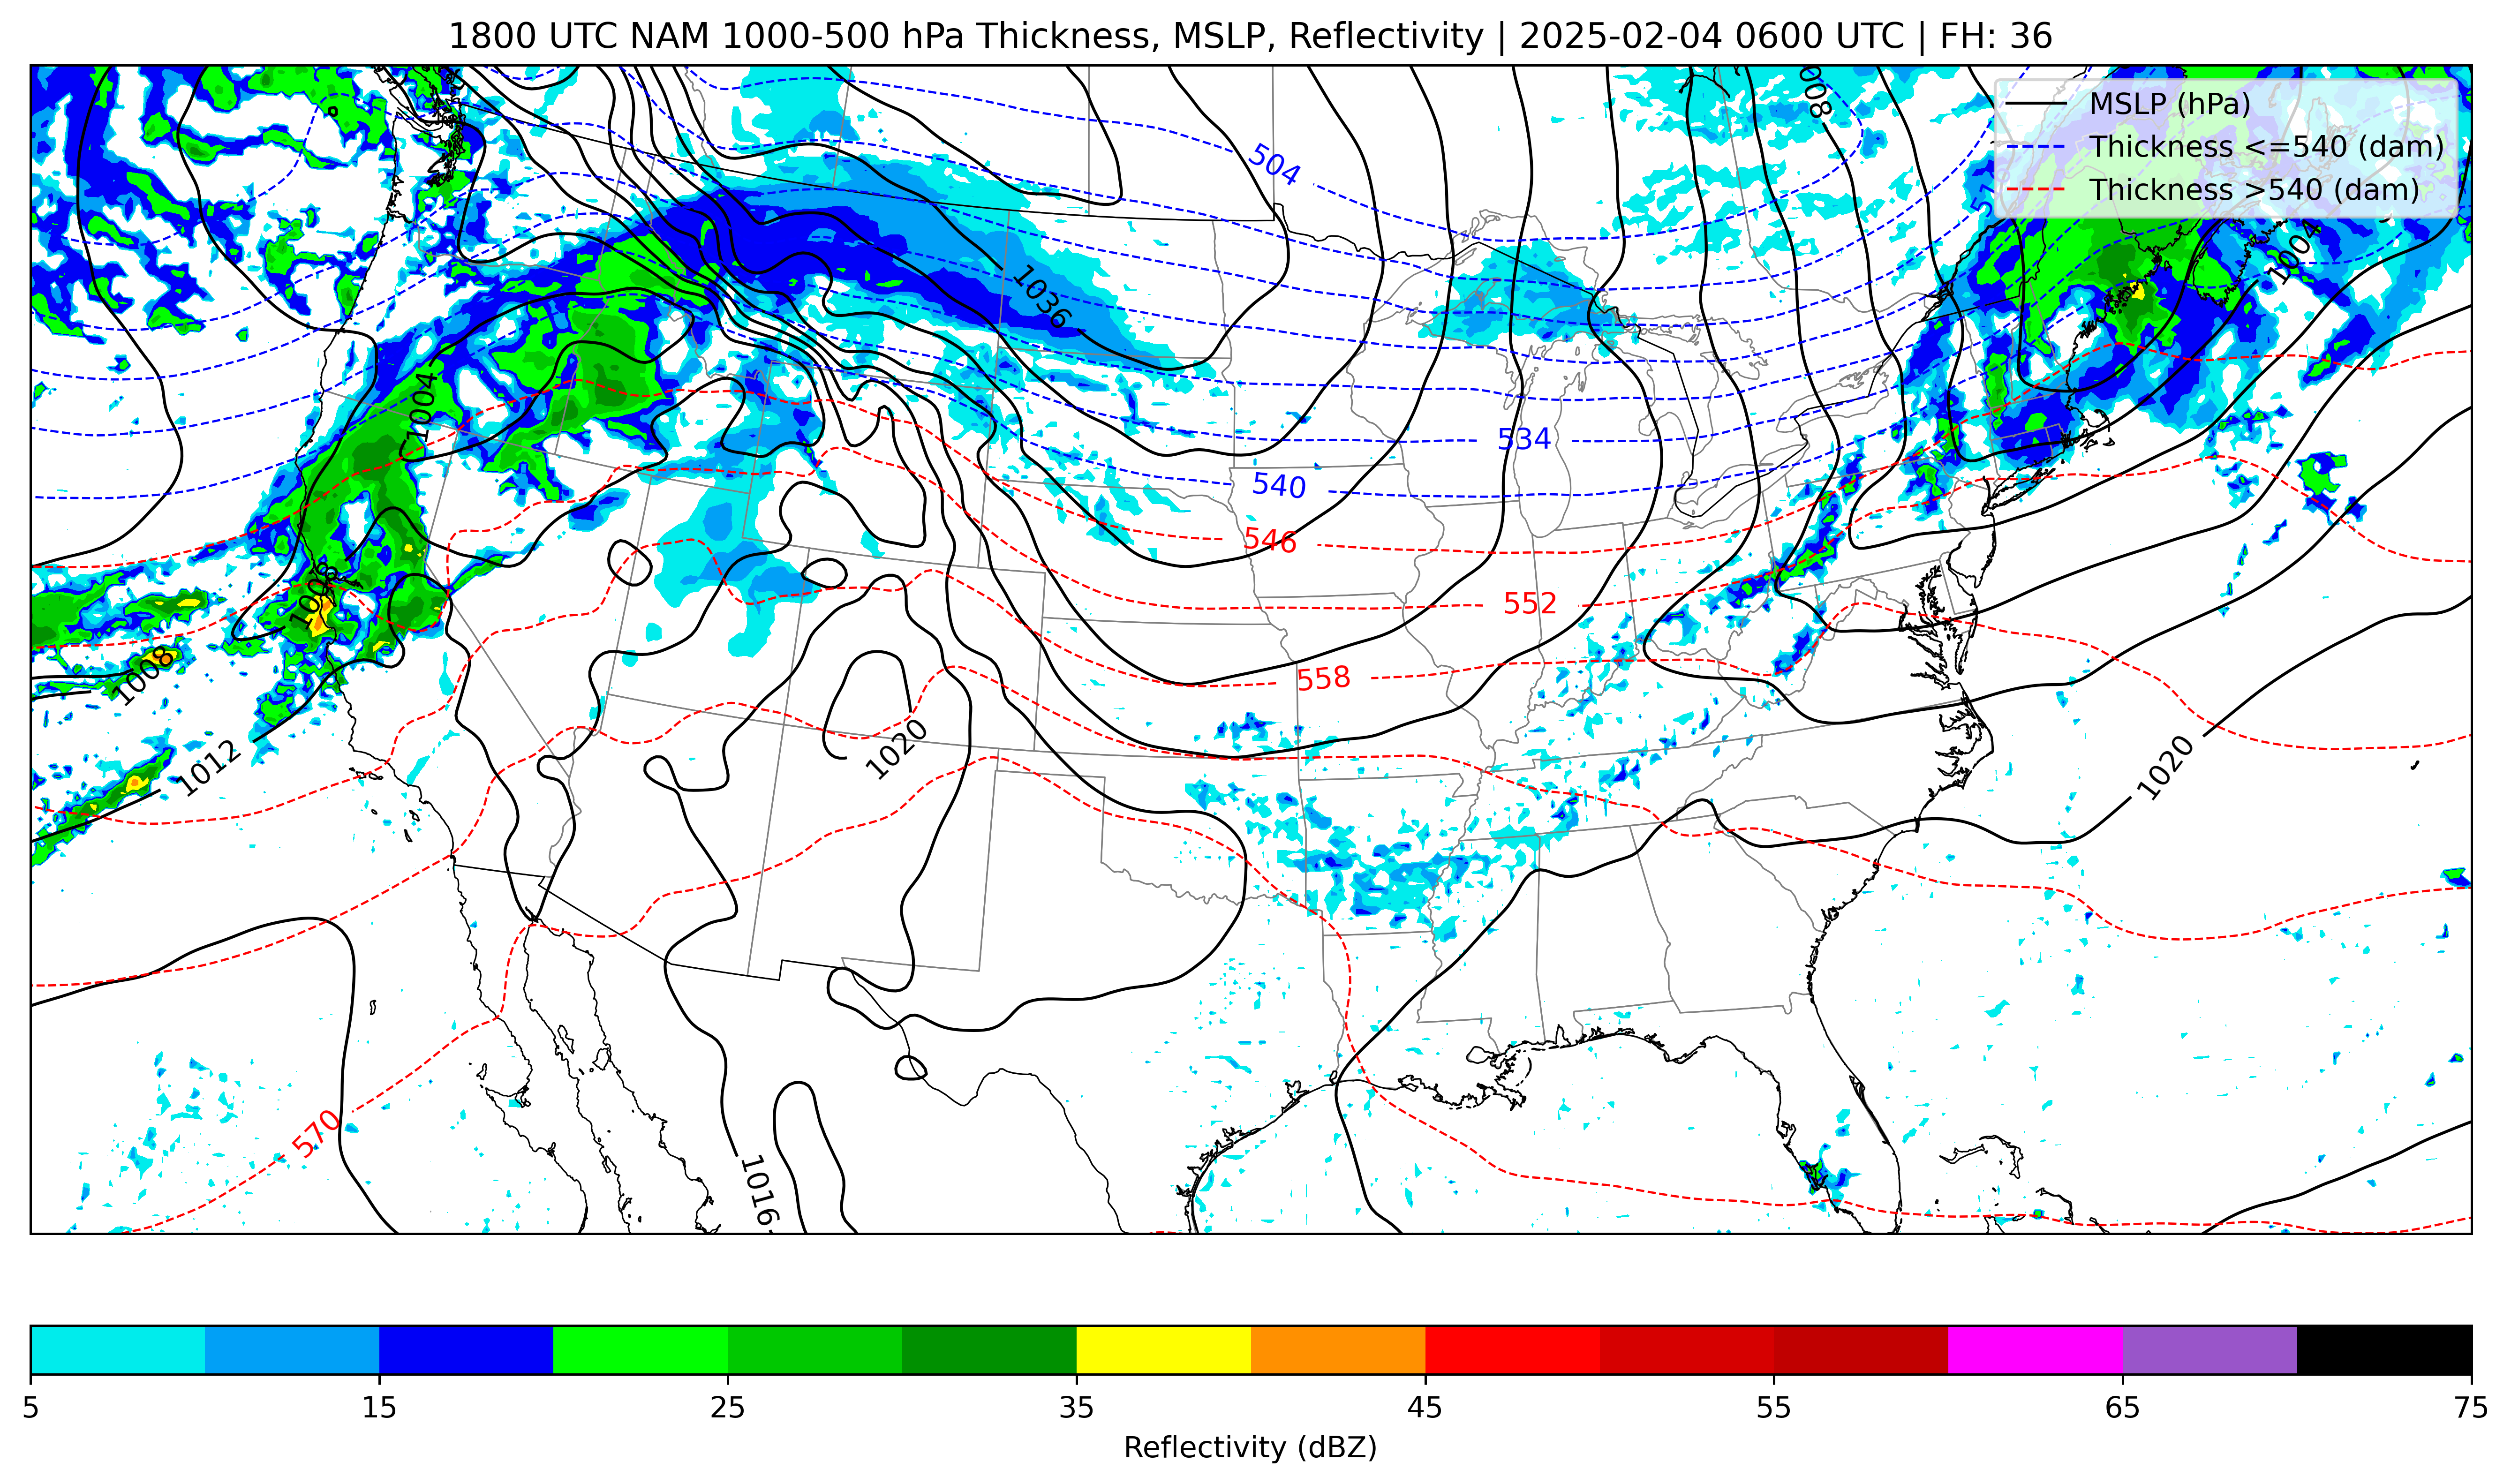 1800 UTC NAM 1000-500 hPa Thickness, MSLP, Reflectivity | 2025-02-04 0600 UTC | FH: 36
MSLP (hPa)
Thickness <=540 (dam)
Thickness >540 (dam)
504
1004
1036
1004
534
540
546
1008
552
558
1008
1020
1012
1020
570
1016
5 15 25 35 45 55 65 75
Reflectivity (dBZ)